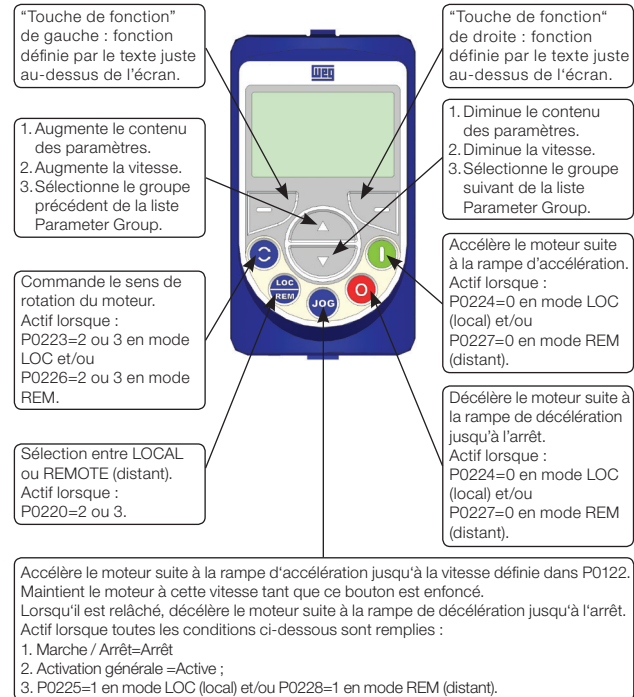 “Touche de fonction”
de gauche : fonction
définie par le texte juste
au-dessus de l’écran.
“Touche de fonction“
de droite : fonction
définie par le texte juste
au-dessus de l‘écran.
weg
1. Augmente le contenu
des paramètres.
2. Augmente la vitesse.
3. Sélectionne le groupe
précédent de la liste
Parameter Group.
1. Diminue le contenu
des paramètres.
2. Diminue la vitesse.
3. Sélectionne le groupe
suivant de la liste
Parameter Group.
Commande le sens de
rotation du moteur.
Actif lorsque :
P0223=2 ou 3 en mode
LOC et/ou
P0226=2 ou 3 en mode
REM.
LOC
REM
JOG
Accélère le moteur suite
à la rampe d’accélération.
Actif lorsque :
P0224=0 en mode LOC
(local) et/ou
P0227=0 en mode REM
(distant).
Sélection entre LOCAL
ou REMOTE (distant).
Actif lorsque :
P0220=2 ou 3.
Décélère le moteur suite à
la rampe de décélération
jusqu’à l’arrêt.
Actif lorsque :
P0224=0 en mode LOC
(local) et/ou
P0227=0 en mode REM
(distant).
Accélère le moteur suite à la rampe d‘accélération jusqu‘à la vitesse définie dans P0122.
Maintient le moteur à cette vitesse tant que ce bouton est enfoncé.
Lorsqu‘il est relâché, décélère le moteur suite à la rampe de décélération jusqu‘à l‘arrêt.
Actif lorsque toutes les conditions ci-dessous sont remplies :
1. Marche / Arrêt=Arrêt
2. Activation générale =Active ;
3. P0225=1 en mode LOC (local) et/ou P0228=1 en mode REM (distant).